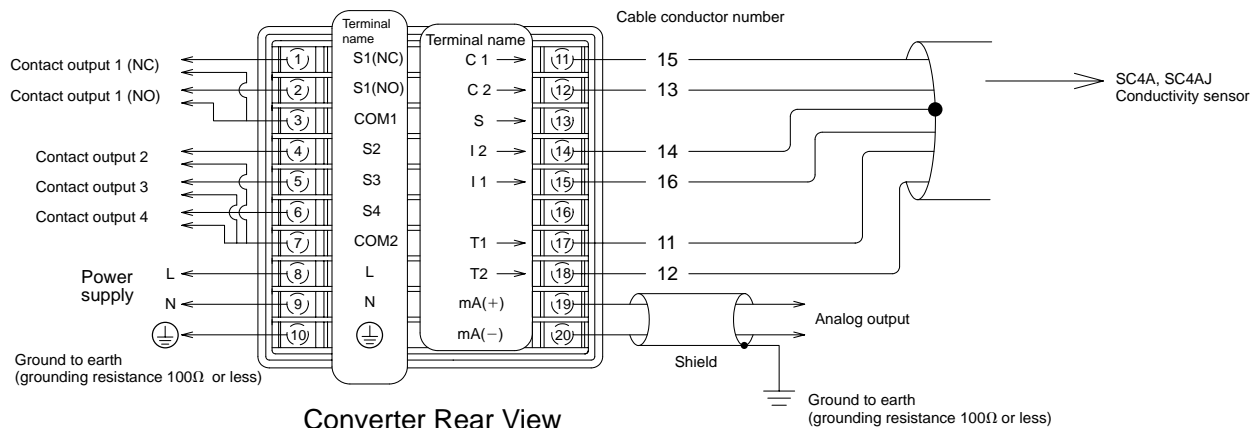 Cable conductor number
Terminal name
Terminal name
Contact output 1 (NC)
Contact output 1 (NO)
Contact output 2
Contact output 3
Contact output 4
Power supply
L
N
Ground to earth
(grounding resistance 100Ω or less)
1 S1(NC)
2 S1(NO)
3 COM1
4 S2
5 S3
6 S4
7 COM2
8 L
9 N
10
C 1 11 15
C 2 12 13
S 13
I 2 14 14
I 1 15 16
16
T1 17 11
T2 18 12
mA(+) 19
mA(−) 20
SC4A, SC4AJ
Conductivity sensor
Analog output
Shield
Ground to earth
(grounding resistance 100Ω or less)
Converter Rear View